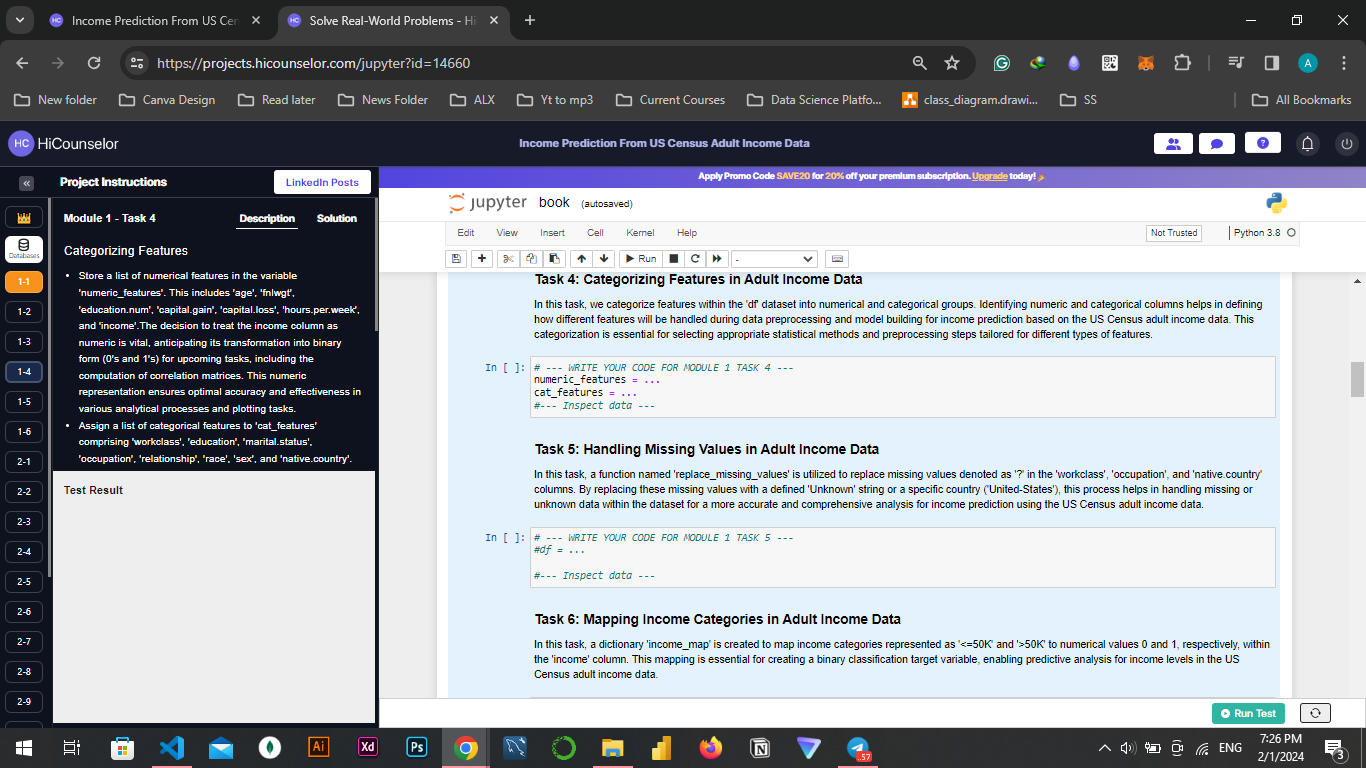 Income Prediction From US Cen
Solve Real-World Problems - Hi
https://projects.hicounselor.com/jupyter?id=14660
A
New folder
Canva Design
Read later
News Folder
ALX
Yt to mp3
Current Courses
Data Science Platfo...
class_diagram.drawi...
SS
All Bookmarks
HC HiCounselor
Income Prediction From US Census Adult Income Data
Project Instructions
LinkedIn Posts
Apply Promo Code SAVE20 for 20% off your premium subscription. Upgrade today!
Databases
1-1
1-2
1-3
1-4
1-5
1-6
2-1
2-2
2-3
2-4
2-5
2-6
2-7
2-8
2-9
Module 1 - Task 4
Description
Solution
Categorizing Features
• Store a list of numerical features in the variable
'numeric_features'. This includes 'age', 'fnlwgt',
'education.num', 'capital.gain', 'capital.loss', 'hours.per.week',
and 'income'.The decision to treat the income column as
numeric is vital, anticipating its transformation into binary
form (0's and 1's) for upcoming tasks, including the
computation of correlation matrices. This numeric
representation ensures optimal accuracy and effectiveness in
various analytical processes and plotting tasks.
• Assign a list of categorical features to 'cat_features'
comprising 'workclass', 'education', 'marital.status',
'occupation', 'relationship', 'race', 'sex', and 'native.country'.
Test Result
jupyter book (autosaved)
Edit View Insert Cell Kernel Help
Not Trusted
Python 3.8
Run
-
Task 4: Categorizing Features in Adult Income Data
In this task, we categorize features within the 'df' dataset into numerical and categorical groups. Identifying numeric and categorical columns helps in defining
how different features will be handled during data preprocessing and model building for income prediction based on the US Census adult income data. This
categorization is essential for selecting appropriate statistical methods and preprocessing steps tailored for different types of features.
In [ ]:
# --- WRITE YOUR CODE FOR MODULE 1 TASK 4 ---
numeric_features = ...
cat_features = ...
#--- Inspect data ---
Task 5: Handling Missing Values in Adult Income Data
In this task, a function named 'replace_missing_values' is utilized to replace missing values denoted as '?' in the 'workclass', 'occupation', and 'native.country'
columns. By replacing these missing values with a defined 'Unknown' string or a specific country ('United-States'), this process helps in handling missing or
unknown data within the dataset for a more accurate and comprehensive analysis for income prediction using the US Census adult income data.
In [ ]:
# --- WRITE YOUR CODE FOR MODULE 1 TASK 5 ---
#df = ...
#--- Inspect data ---
Task 6: Mapping Income Categories in Adult Income Data
In this task, a dictionary 'income_map' is created to map income categories represented as '<=50K' and '>50K' to numerical values 0 and 1, respectively, within
the 'income' column. This mapping is essential for creating a binary classification target variable, enabling predictive analysis for income levels in the US
Census adult income data.
Run Test
Ai
Xd
Ps
N
57
ENG
7:26 PM
2/1/2024
3